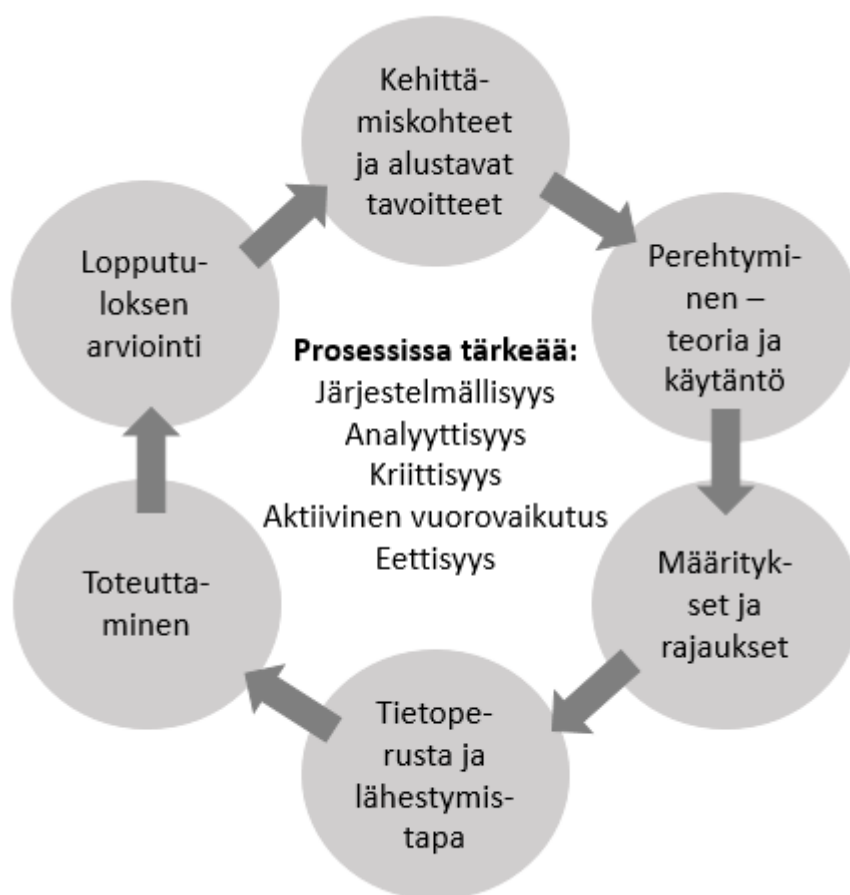 Kehittä-
miskohteet
ja alustavat
tavoitteet
Perehtymi-
nen –
teoria ja
käytäntö
Määrityk-
set ja
rajaukset
Tietope-
rusta ja
lähestymis-
tapa
Toteutta-
minen
Lopputu-
loksen
arviointi
Prosessissa tärkeää:
Järjestelmällisyys
Analyyttisyys
Kriittisyys
Aktiivinen vuorovaikutus
Eettisyys